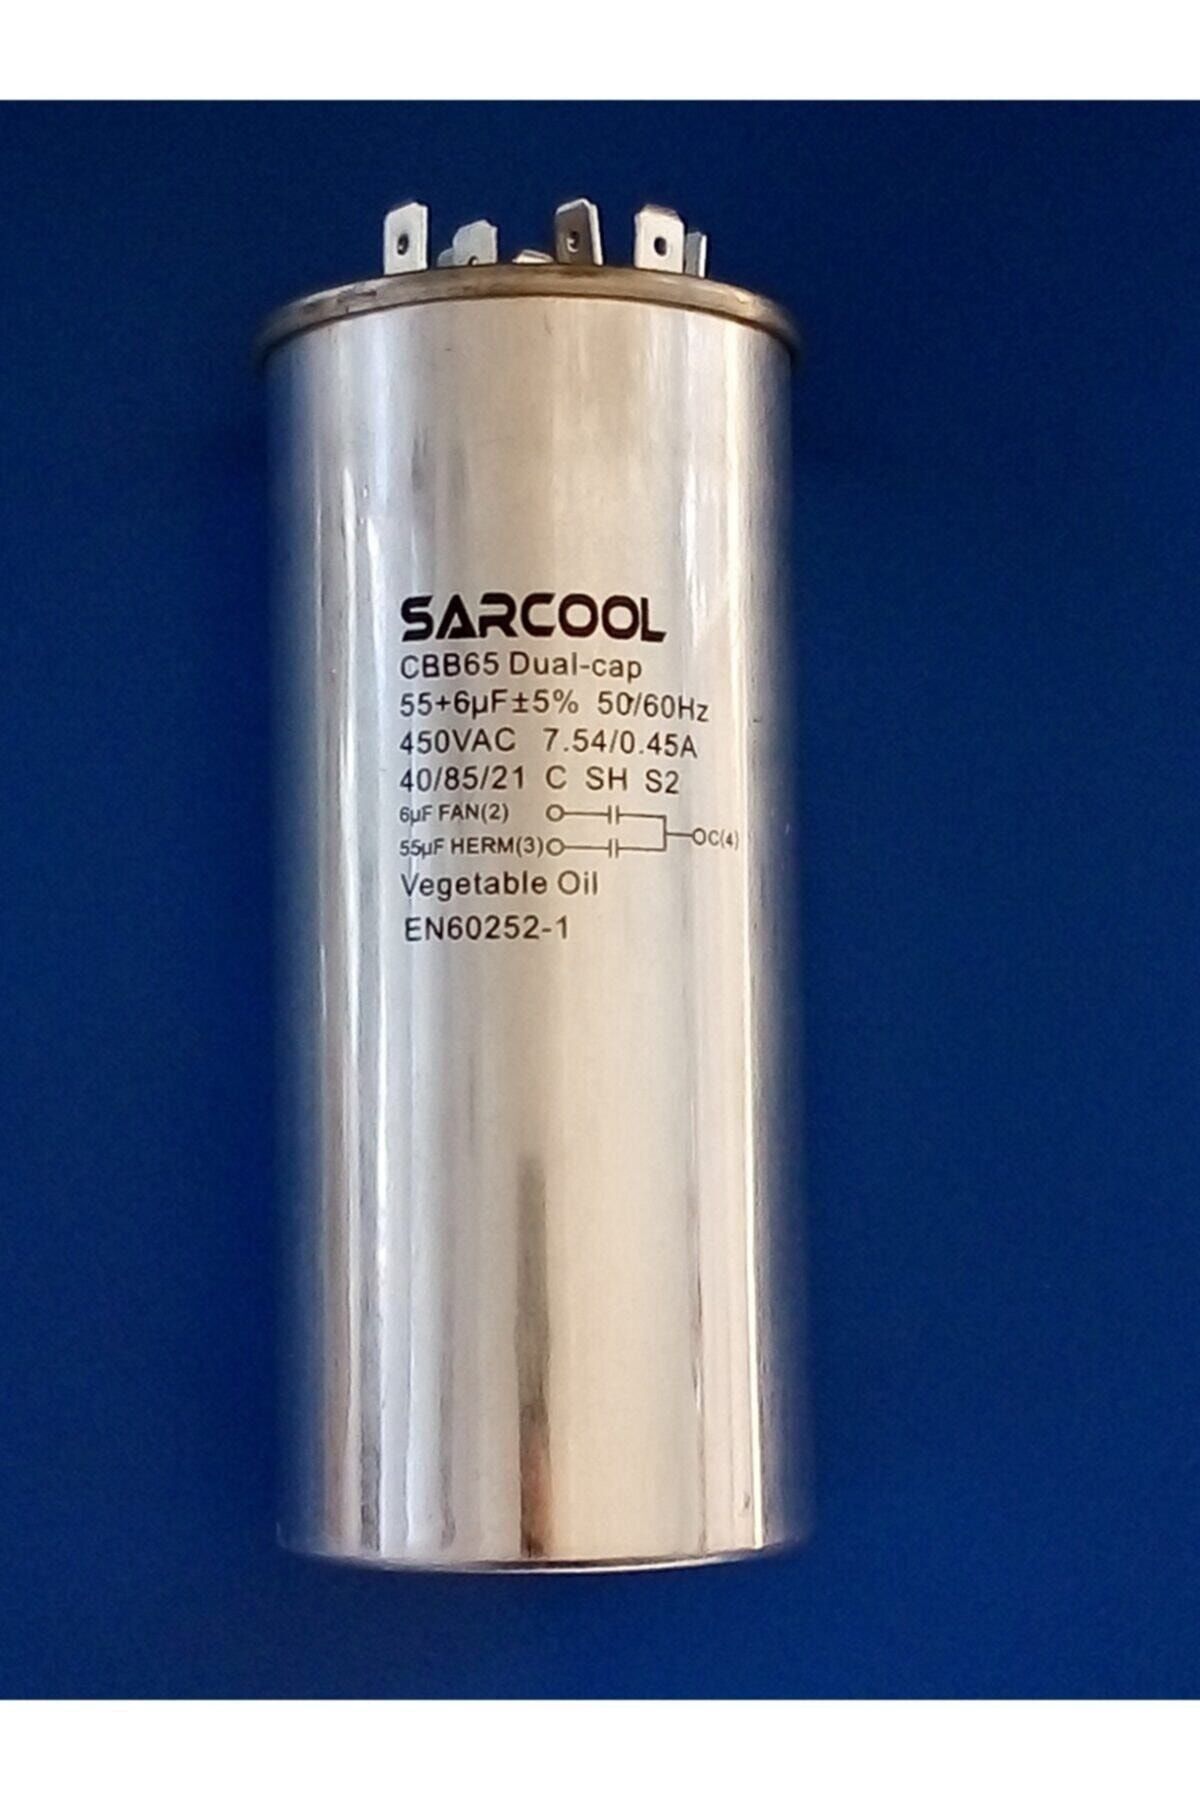 SARCOOL
CBB65 Dual-cap
55+6µF±5% 50/60Hz
450VAC 7.54/0.45A
40/85/21 C SH S2
6µF FAN(2)
55µF HERM(3) C(4)
Vegetable Oil
EN60252-1